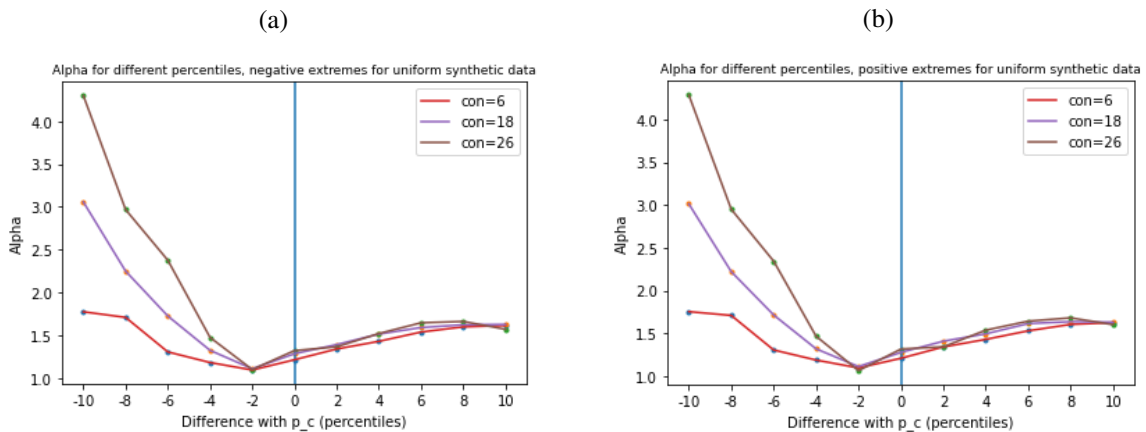 (a)
Alpha for different percentiles, negative extremes for uniform synthetic data
con=6
con=18
con=26
4.0
3.5
3.0
2.5
2.0
1.5
1.0
Alpha
-10 -8 -6 -4 -2 0 2 4 6 8 10
Difference with p_c (percentiles)
(b)
Alpha for different percentiles, positive extremes for uniform synthetic data
con=6
con=18
con=26
4.0
3.5
3.0
2.5
2.0
1.5
1.0
Alpha
-10 -8 -6 -4 -2 0 2 4 6 8 10
Difference with p_c (percentiles)